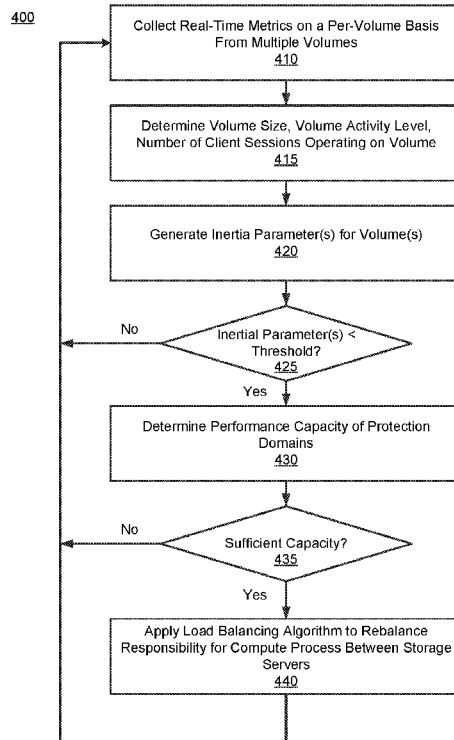 400
Collect Real-Time Metrics on a Per-Volume Basis
From Multiple Volumes
410
Determine Volume Size, Volume Activity Level,
Number of Client Sessions Operating on Volume
415
Generate Inertia Parameter(s) for Volume(s)
420
No
Inertial Parameter(s) <
Threshold?
425
Yes
Determine Performance Capacity of Protection
Domains
430
No
Sufficient Capacity?
435
Yes
Apply Load Balancing Algorithm to Rebalance
Responsibility for Compute Process Between Storage
Servers
440